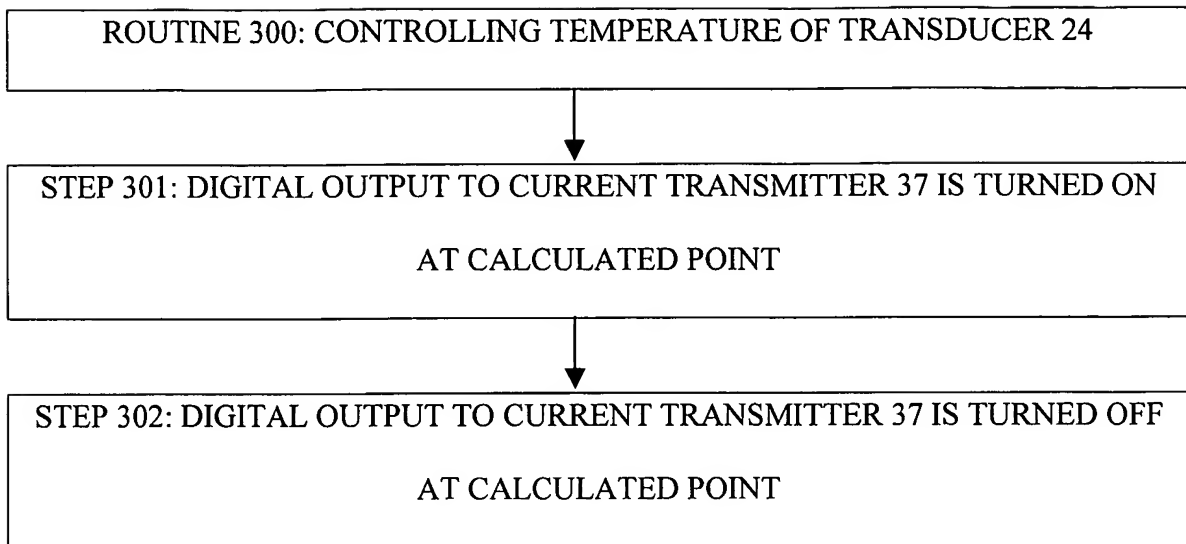 ROUTINE 300: CONTROLLING TEMPERATURE OF TRANSDUCER 24
STEP 301: DIGITAL OUTPUT TO CURRENT TRANSMITTER 37 IS TURNED ON
AT CALCULATED POINT
STEP 302: DIGITAL OUTPUT TO CURRENT TRANSMITTER 37 IS TURNED OFF
AT CALCULATED POINT